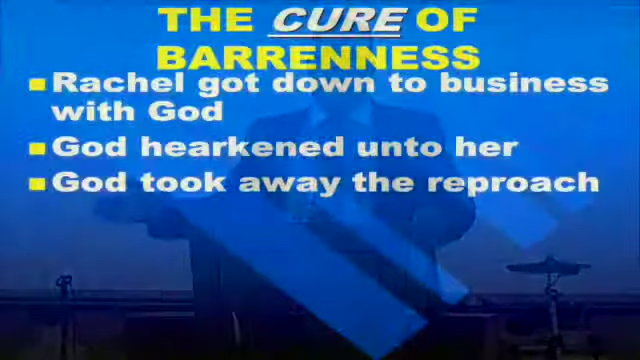 THE CURE OF
BARRENNESS
Rachel got down to business
with God
God hearkened unto her
God took away the reproach